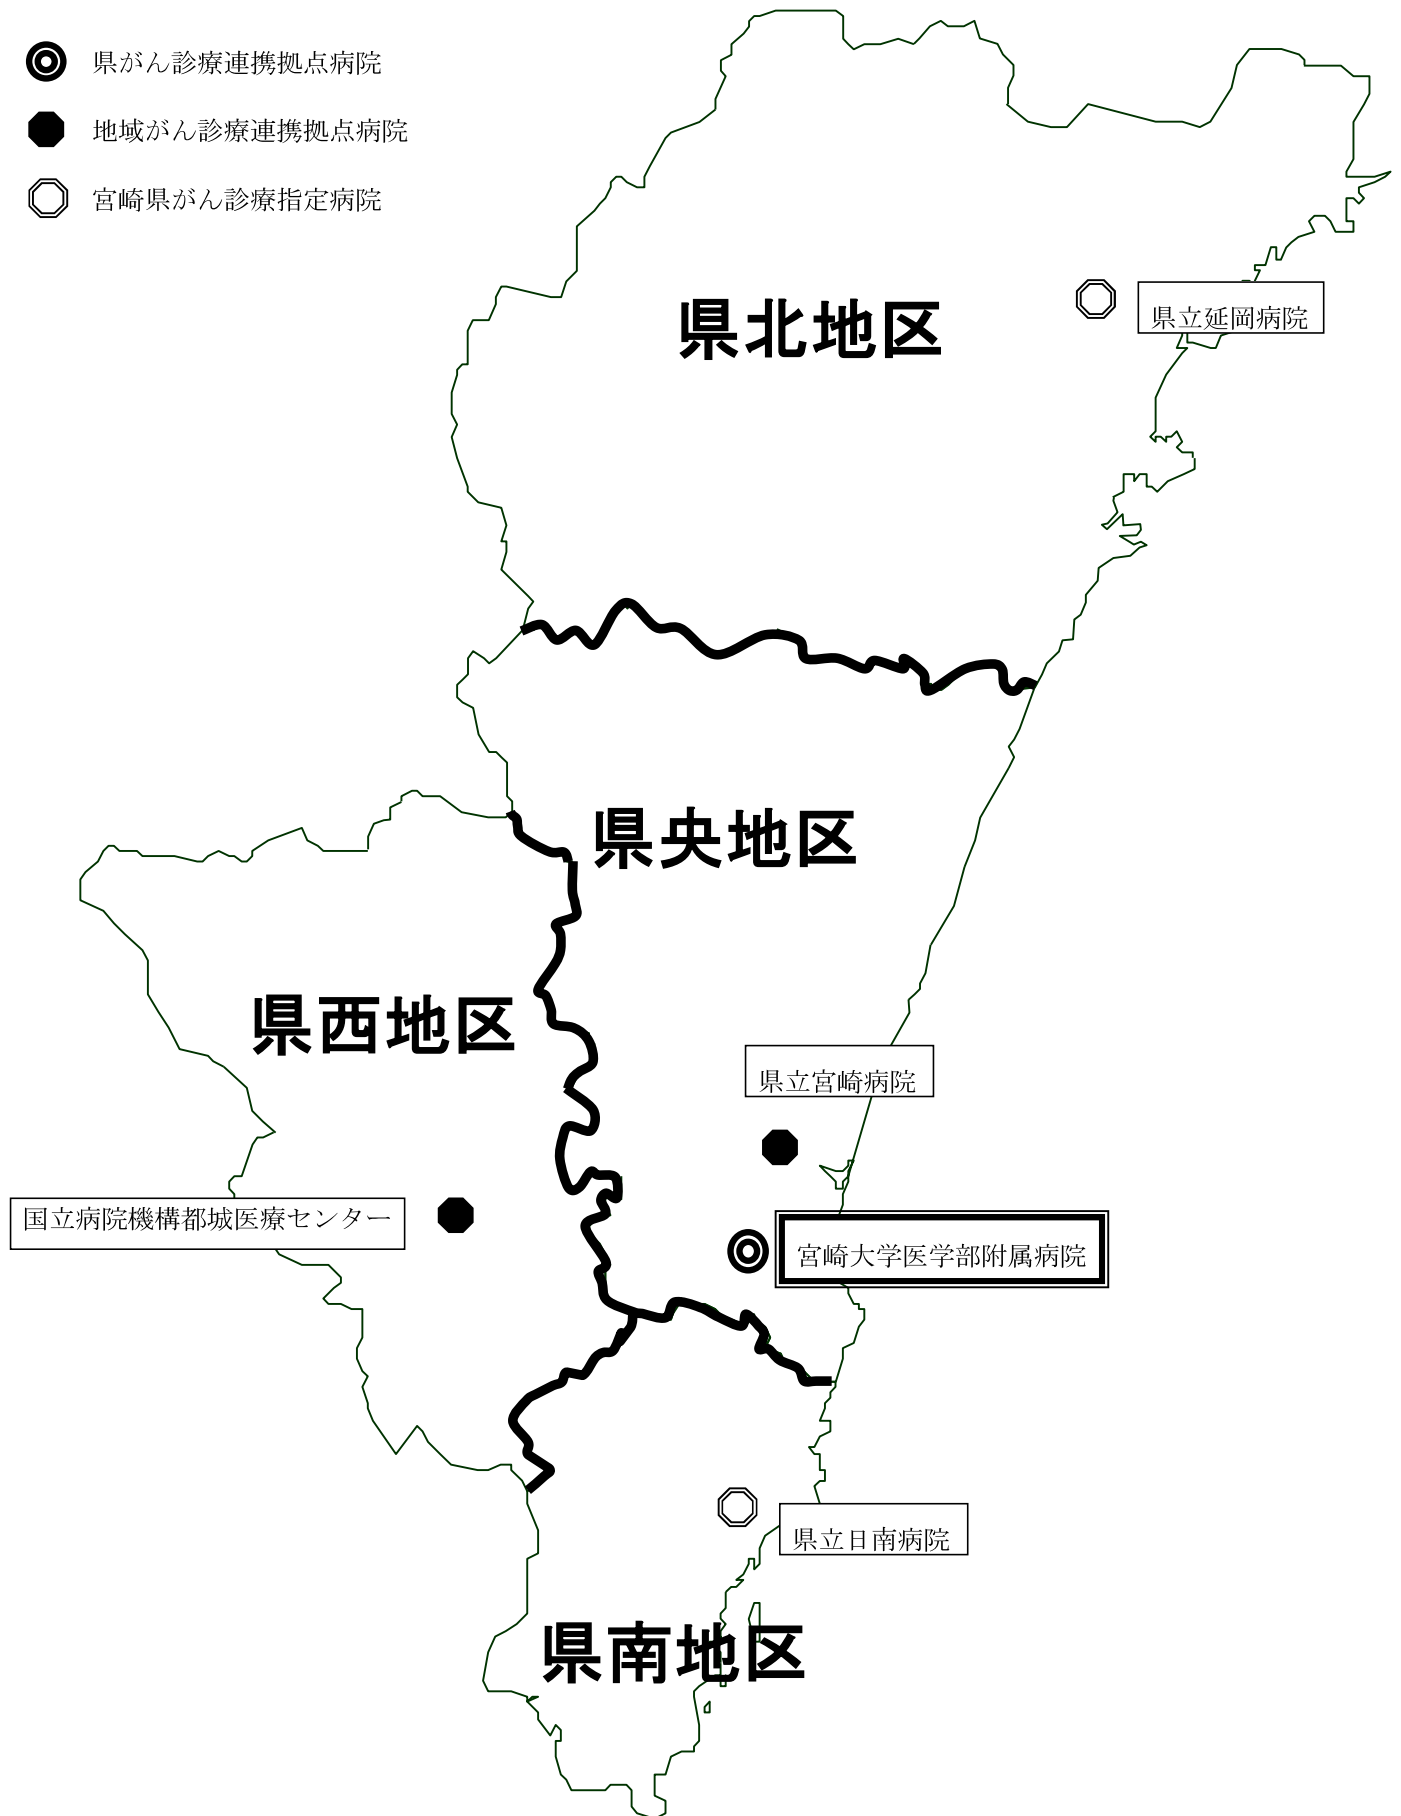 県がん診療連携拠点病院
地域がん診療連携拠点病院
宮崎県がん診療指定病院
県北地区
県立延岡病院
県央地区
県西地区
県立宮崎病院
国立病院機構都城医療センター
宮崎大学医学部附属病院
県立日南病院
県南地区